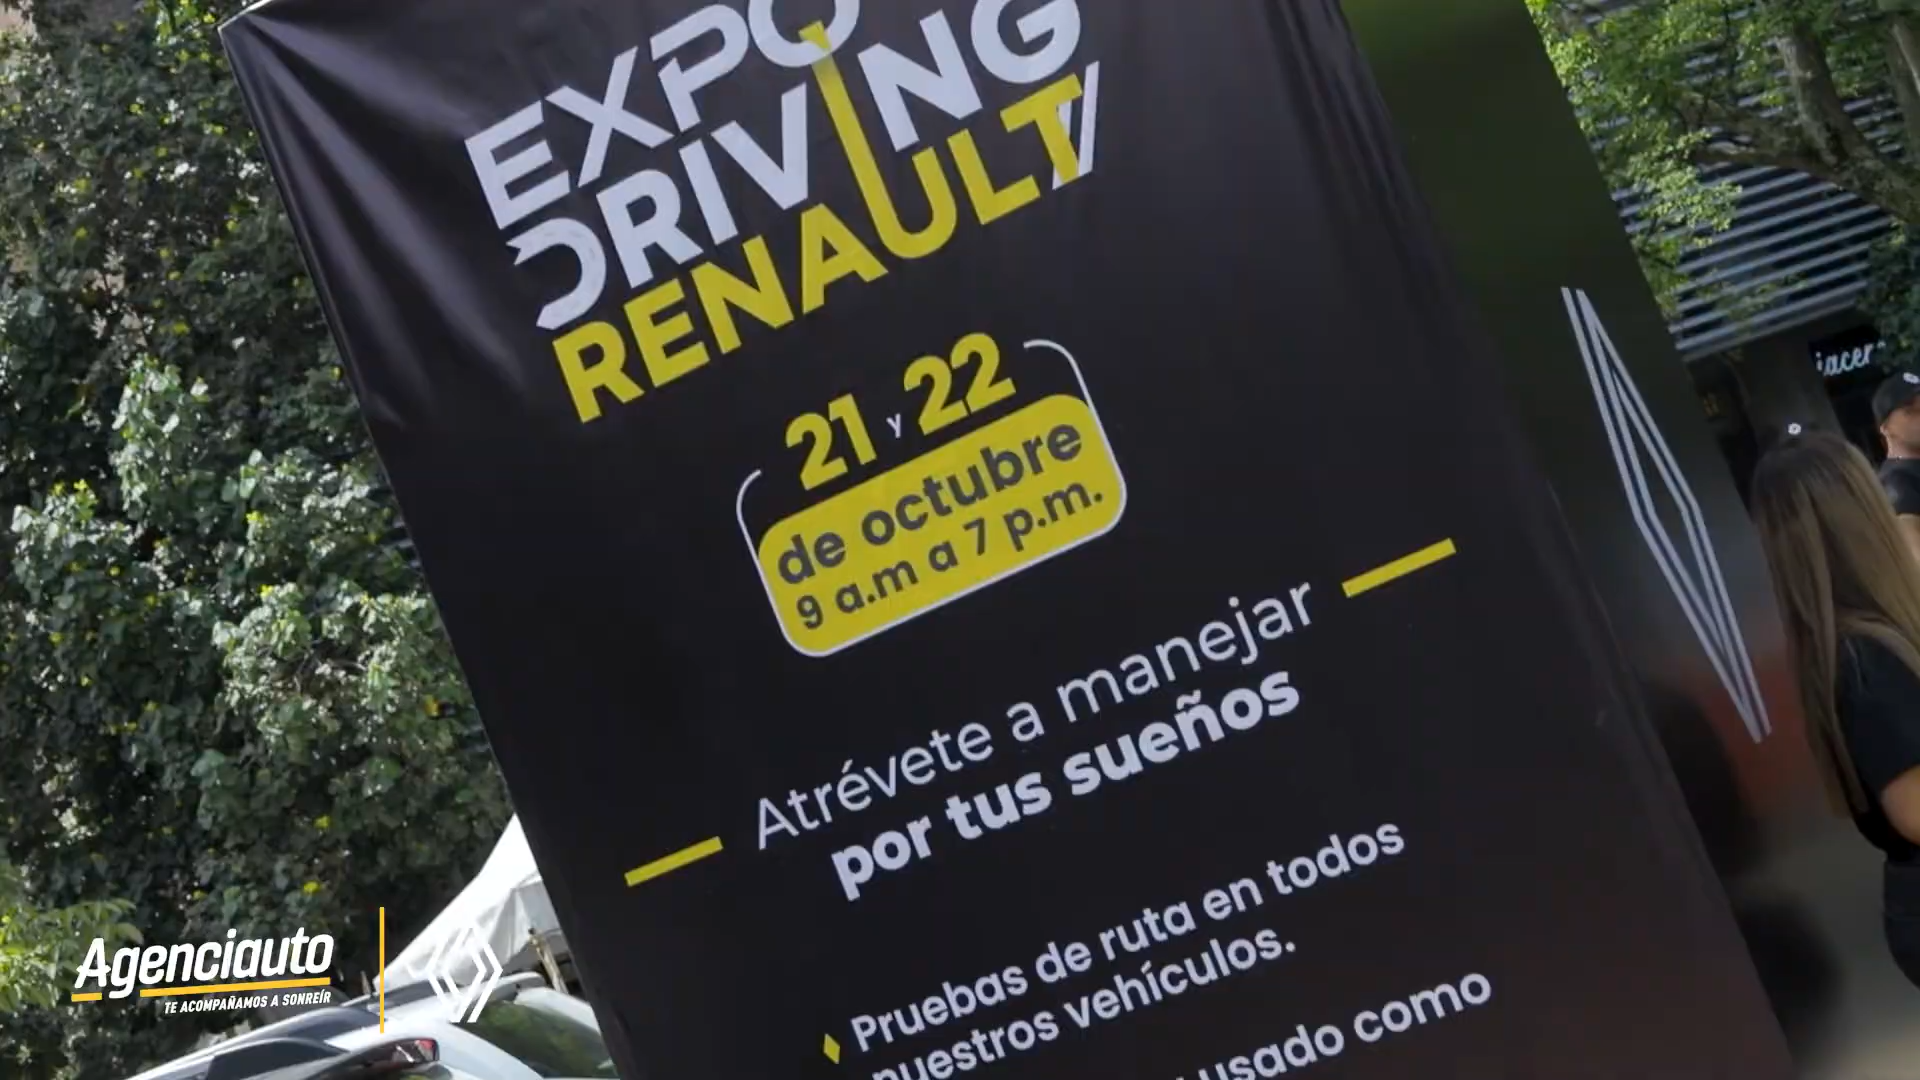 EXPO
DRIVING
RENAULT
21 Y 22
de octubre
9 a.m a 7 p.m.
Atrévete a manejar
por tus sueños
Pruebas de ruta en todos
nuestros vehículos.
usado como
Agenciauto
TE ACOMPAÑAMOS A SONREÍR